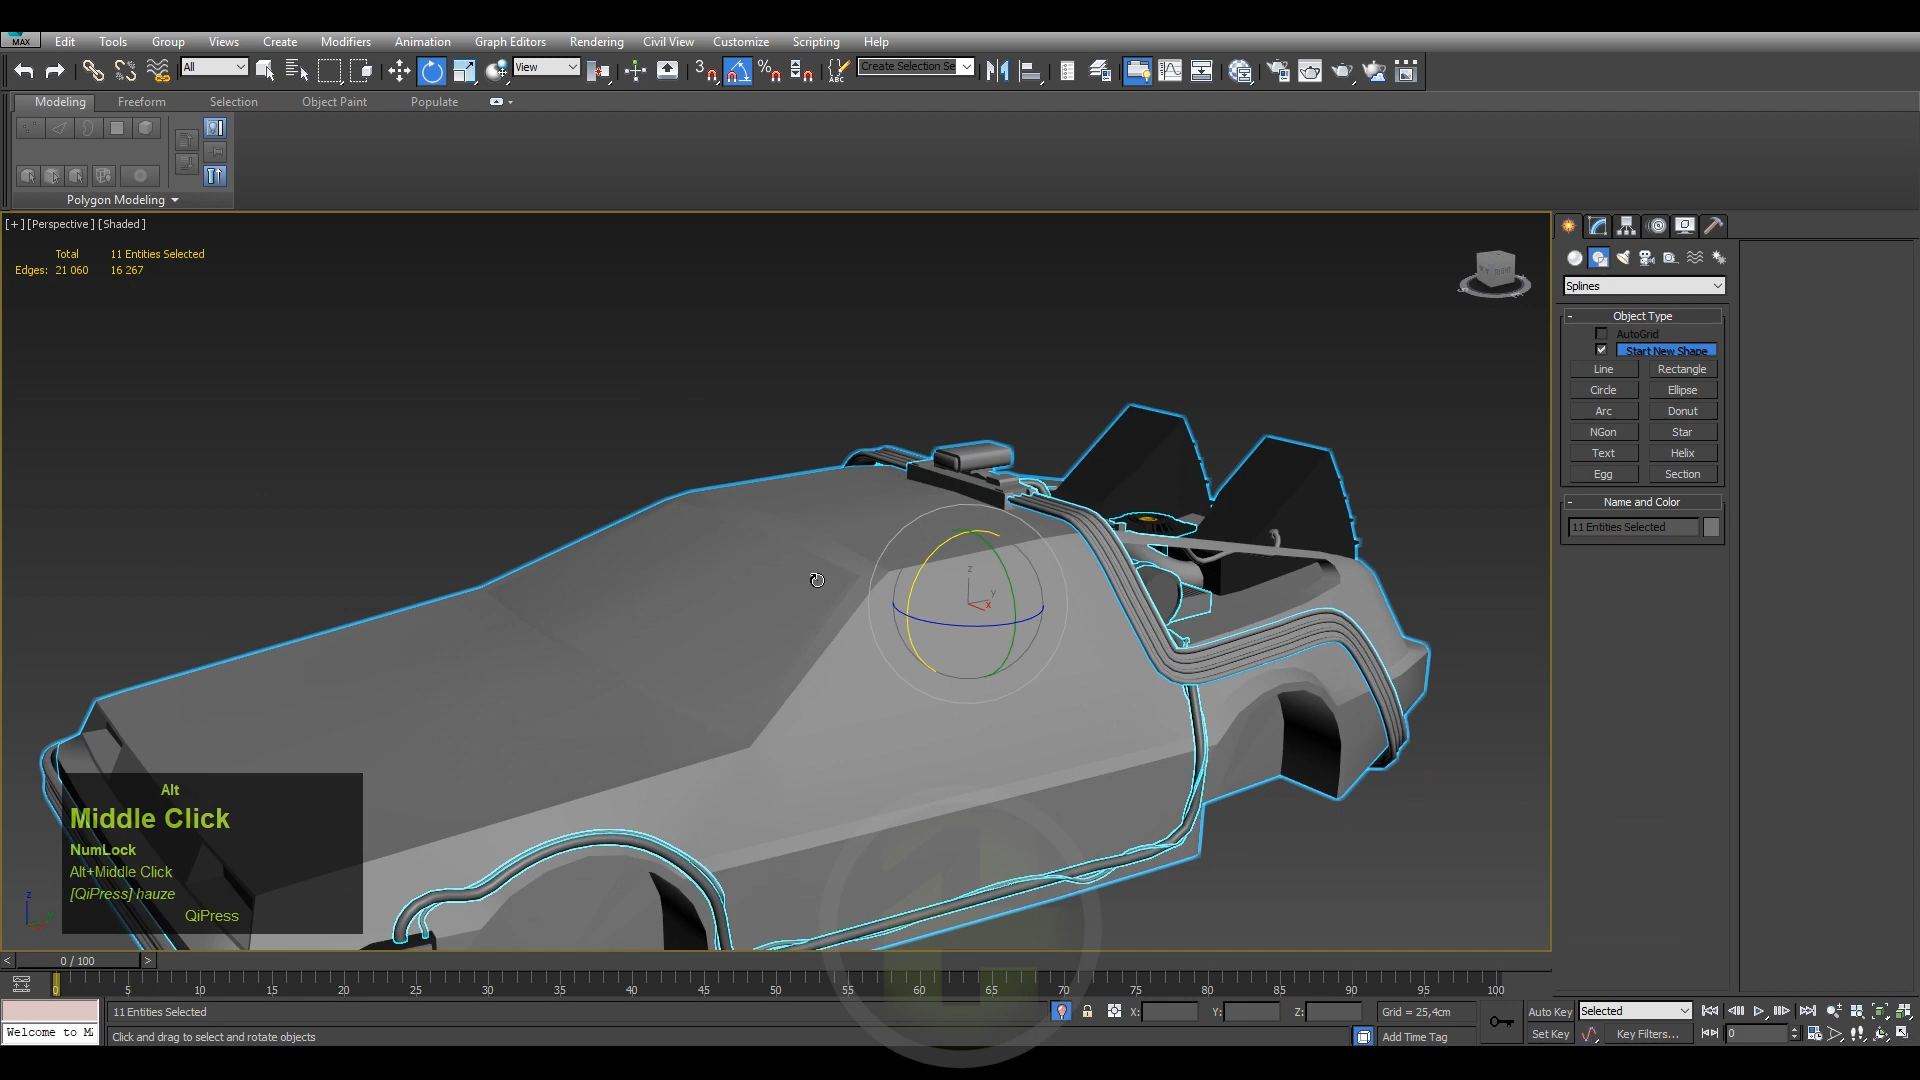 MAX Edit Tools Group Views Create Modifiers Animation Graph Editors Rendering Civil View Customize Scripting Help
All View 3 % ABC Create Selection Se
Modeling Freeform Selection Object Paint Populate
Polygon Modeling
[+] [Perspective] [Shaded]
Total 11 Entities Selected
Edges: 21 060 16 267
Splines
- Object Type
AutoGrid
Start New Shape
Line Rectangle
Circle Ellipse
Arc Donut
NGon Star
Text Helix
Egg Section
- Name and Color
11 Entities Selected
z
y
x
Alt
Middle Click
NumLock
Alt+Middle Click
[QiPress] hauze
QiPress
z
< 0 / 100 >
0 5 10 15 20 25 30 35 40 45 50 55 60 65 70 75 80 85 90 95 100
11 Entities Selected X: Y: Z: Grid = 25,4cm Auto Key Selected
Welcome to M
Click and drag to select and rotate objects Add Time Tag Set Key Key Filters... 0